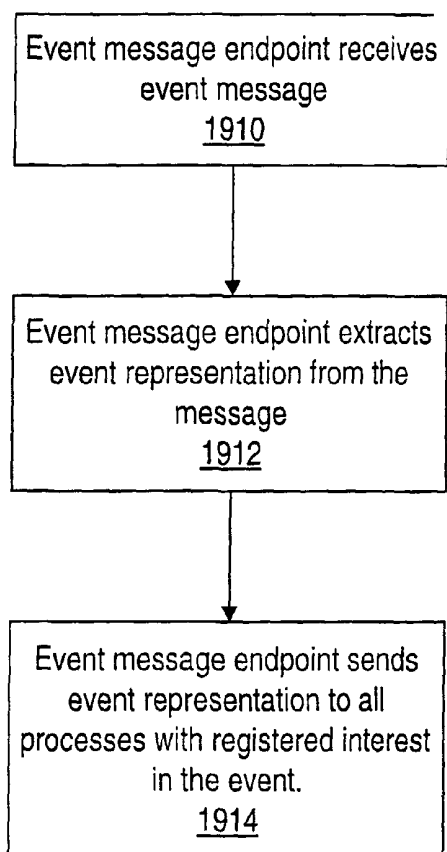 Event message endpoint receives
event message
1910
Event message endpoint extracts
event representation from the
message
1912
Event message endpoint sends
event representation to all
processes with registered interest
in the event.
1914